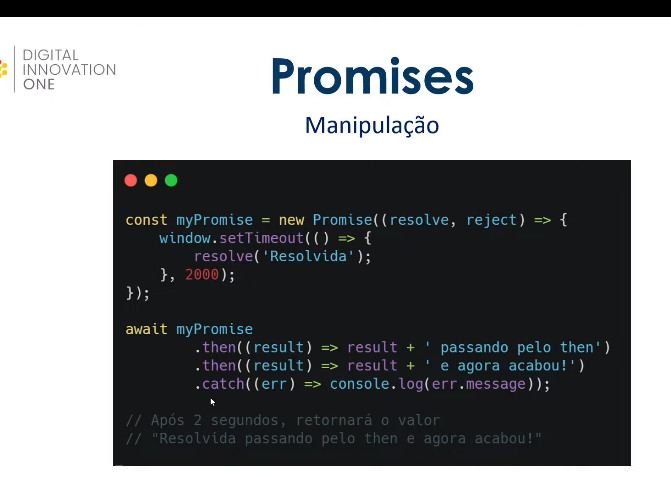 DIGITAL
INNOVATION
ONE
Promises
Manipulação
const myPromise = new Promise((resolve, reject) => {
    window.setTimeout(() => {
        resolve('Resolvida');
    }, 2000);
});
await myPromise
        .then((result) => result + ' passando pelo then')
        .then((result) => result + ' e agora acabou!')
        .catch((err) => console.log(err.message));
// Após 2 segundos, retornará o valor
// "Resolvida passando pelo then e agora acabou!"